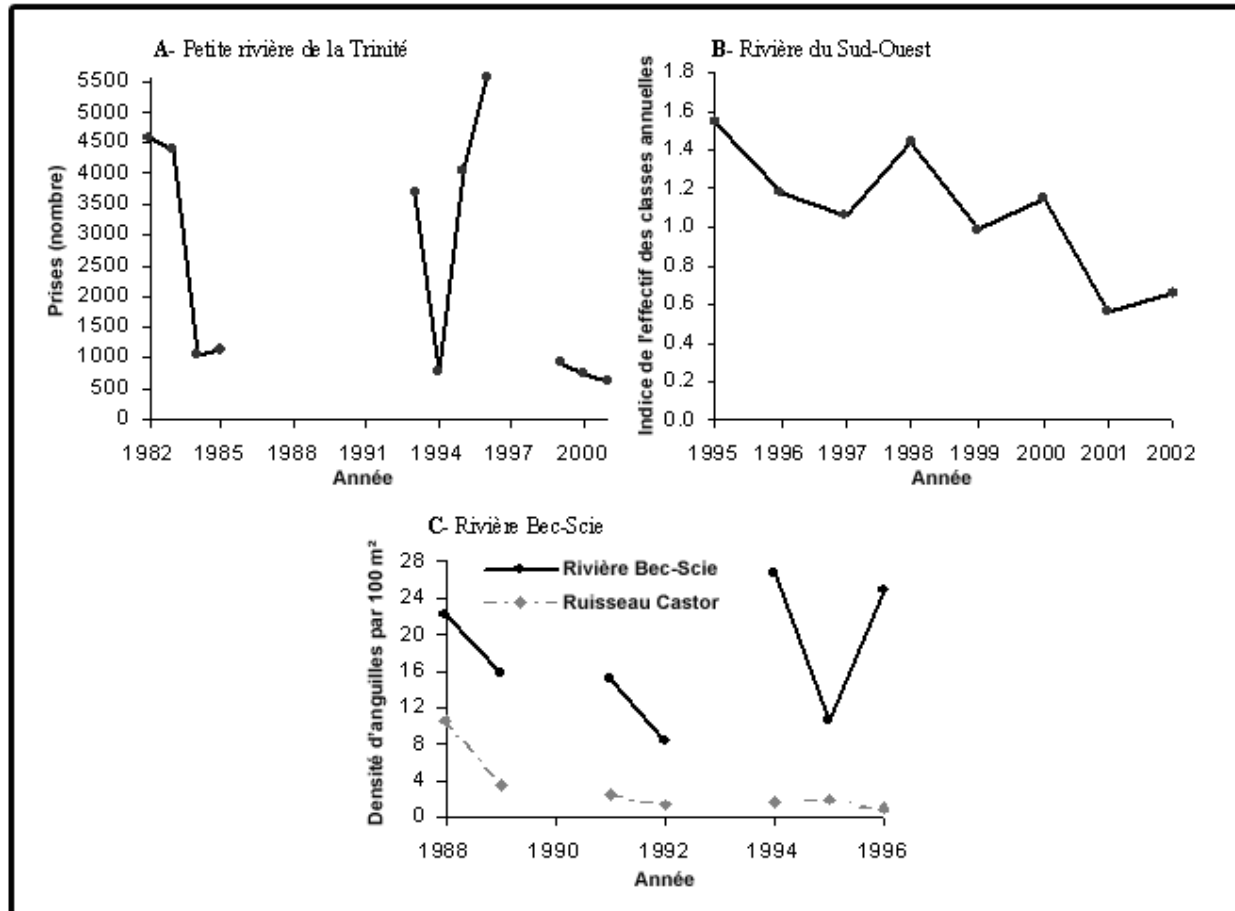 A- Petite rivière de la Trinité
Prises (nombre)
5500
5000
4500
4000
3500
3000
2500
2000
1500
1000
500
0
1982 1985 1988 1991 1994 1997 2000
Année
B- Rivière du Sud-Ouest
Indice de l'effectif des classes annuelles
1.8
1.6
1.4
1.2
1.0
0.8
0.6
0.4
0.2
0.0
1995 1996 1997 1998 1999 2000 2001 2002
Année
C- Rivière Bec-Scie
Densité d'anguilles par 100 m²
28
24
20
16
12
8
4
0
Rivière Bec-Scie
Ruisseau Castor
1988 1990 1992 1994 1996
Année